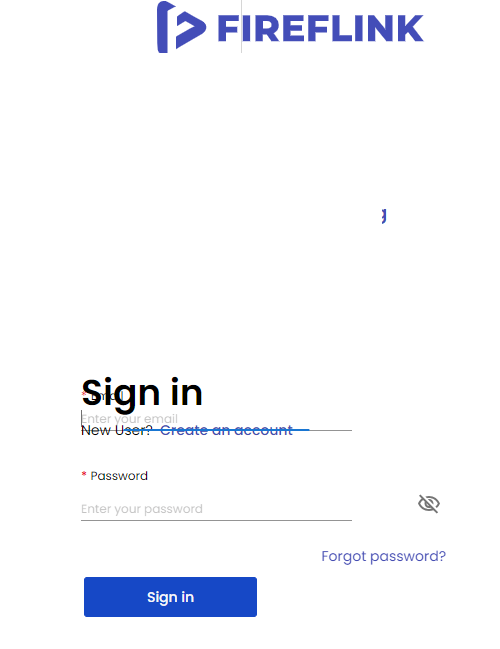 FIREFLINK
g
Sign in
* Email
Enter your email
New User? Create an account
* Password
Enter your password
Forgot password?
Sign in